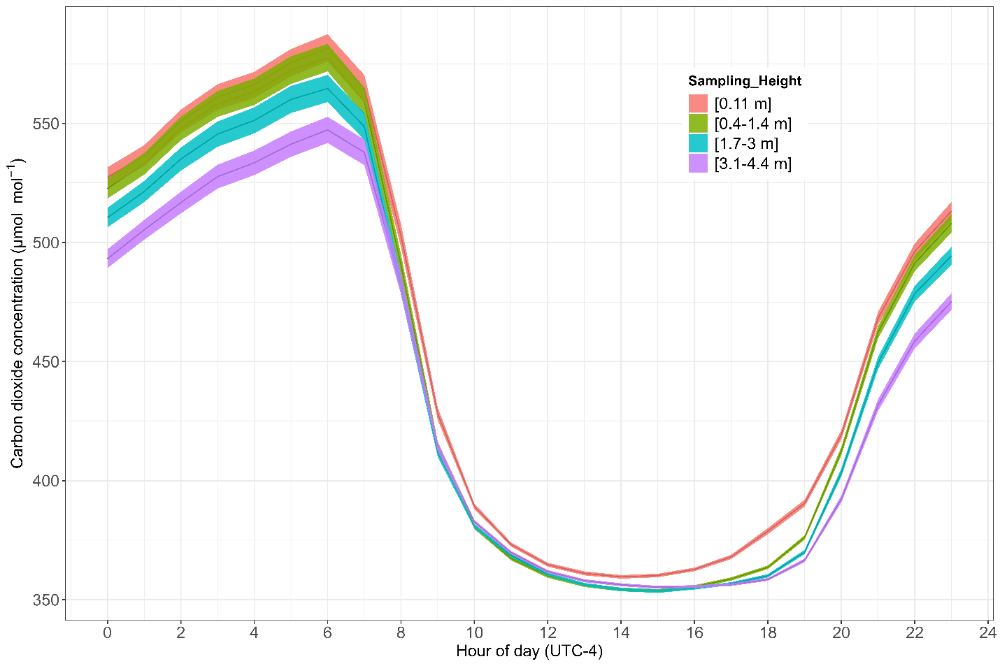 Sampling_Height
[0.11 m]
[0.4-1.4 m]
[1.7-3 m]
[3.1-4.4 m]
Carbon dioxide concentration (μmol mol⁻¹)
550
500
450
400
350
0 2 4 6 8 10 12 14 16 18 20 22 24
Hour of day (UTC-4)